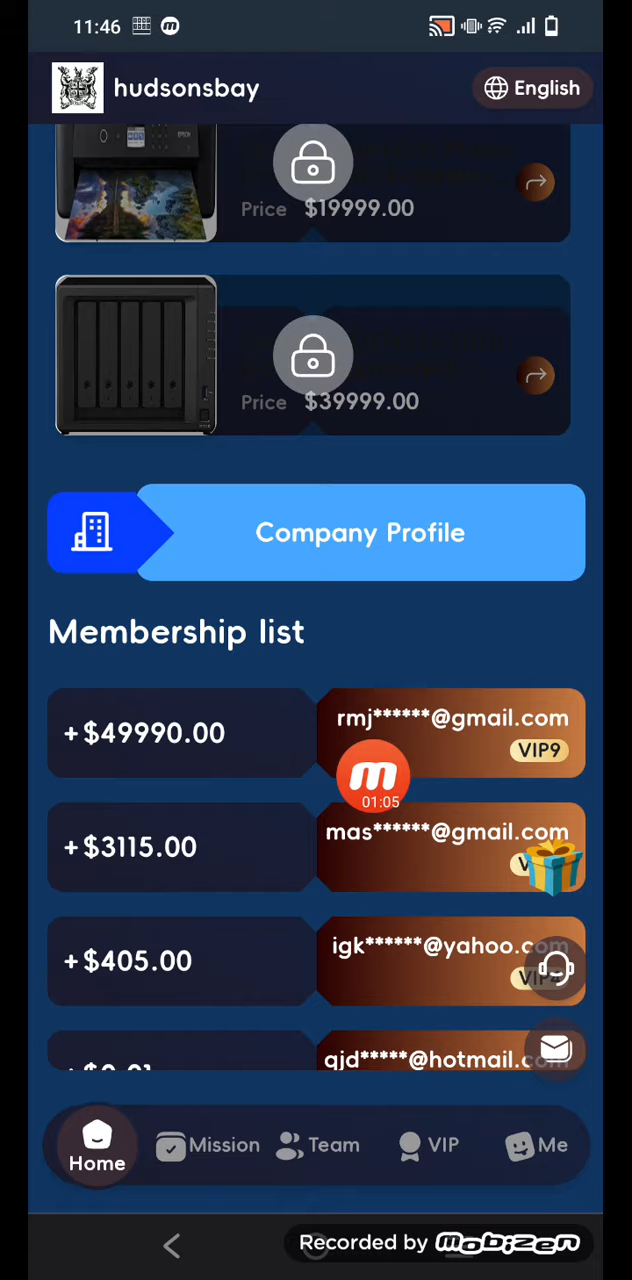 11:46
hudsonsbay
English
EPSON
Price $19999.00
Price $39999.00
Company Profile
Membership list
+$49990.00
rmj******@gmail.com
VIP9
01:05
+$3115.00
mas******@gmail.com
+$405.00
igk******@yahoo.com
qjd*****@hotmail.c
Home
Mission
Team
VIP
Me
Recorded by mobizen